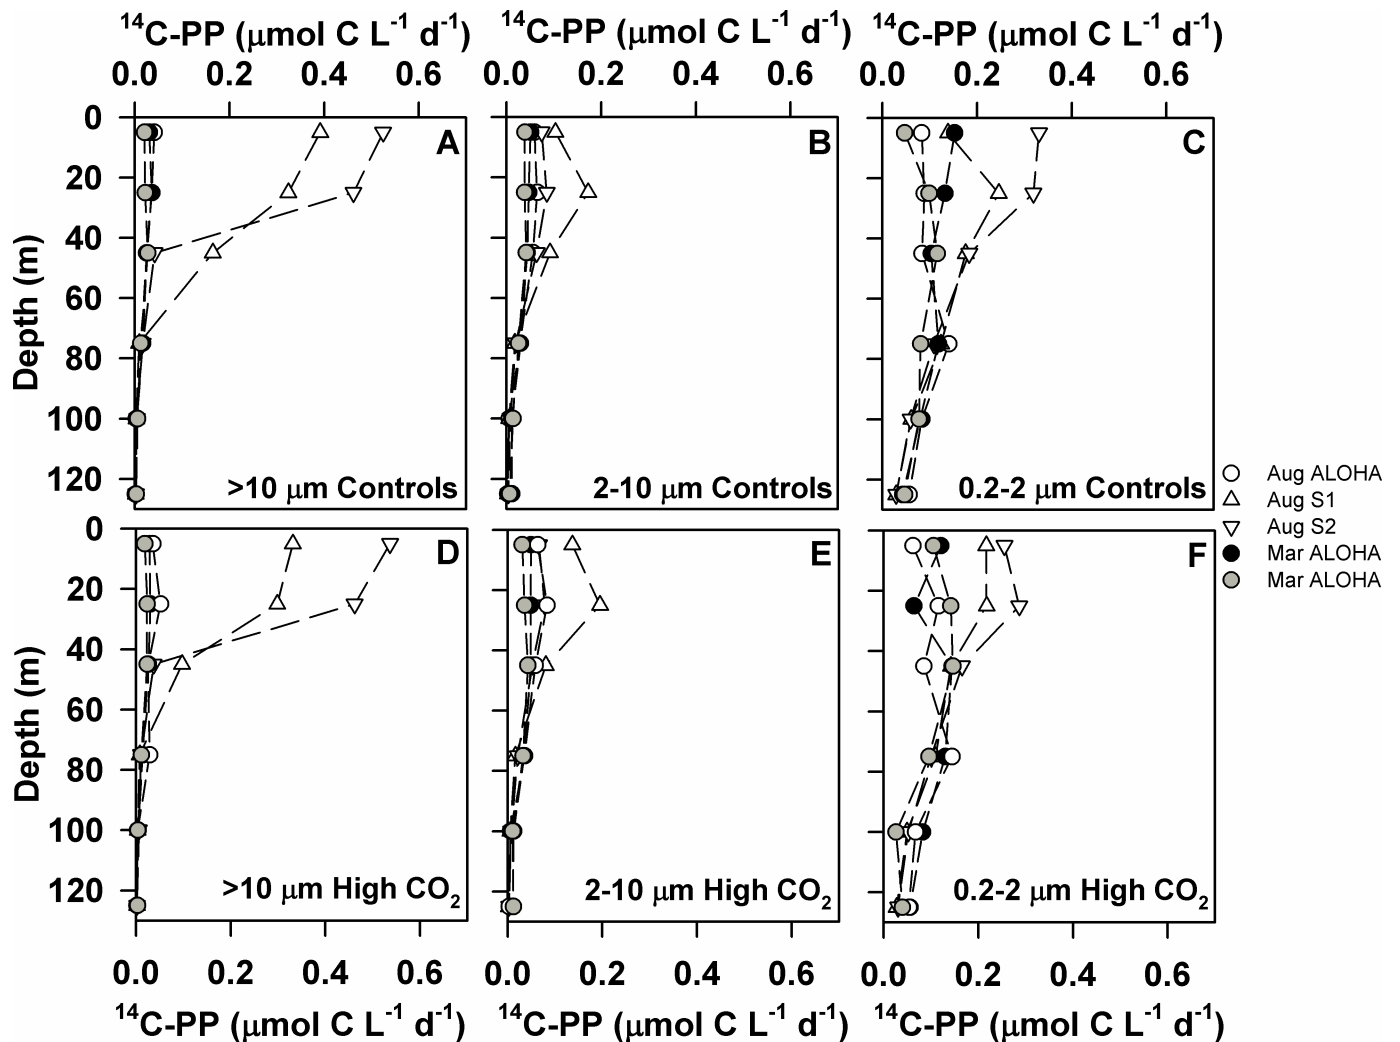 ¹⁴C-PP (μmol C L⁻¹ d⁻¹) ¹⁴C-PP (μmol C L⁻¹ d⁻¹) ¹⁴C-PP (μmol C L⁻¹ d⁻¹)
0.0 0.2 0.4 0.6 0.0 0.2 0.4 0.6 0.0 0.2 0.4 0.6
0
A B C
20
40
60
80
100
120
Depth (m)
>10 μm Controls 2-10 μm Controls 0.2-2 μm Controls
Aug ALOHA
Aug S1
Aug S2
Mar ALOHA
Mar ALOHA
0
D E F
20
40
60
80
100
120
Depth (m)
>10 μm High CO₂ 2-10 μm High CO₂ 0.2-2 μm High CO₂
0.0 0.2 0.4 0.6 0.0 0.2 0.4 0.6 0.0 0.2 0.4 0.6
¹⁴C-PP (μmol C L⁻¹ d⁻¹) ¹⁴C-PP (μmol C L⁻¹ d⁻¹) ¹⁴C-PP (μmol C L⁻¹ d⁻¹)